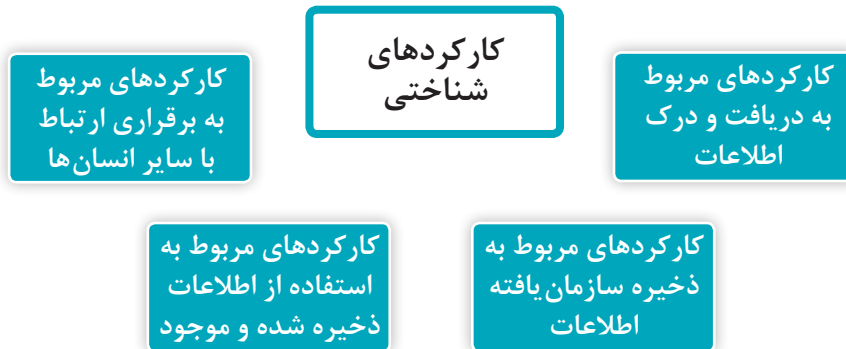 کارکردهای
شناختی
کارکردهای مربوط
به دریافت و درک
اطلاعات
کارکردهای مربوط
به برقراری ارتباط
با سایر انسان‌ها
کارکردهای مربوط به
ذخیره سازمان‌یافته
اطلاعات
کارکردهای مربوط به
استفاده از اطلاعات
ذخیره شده و موجود